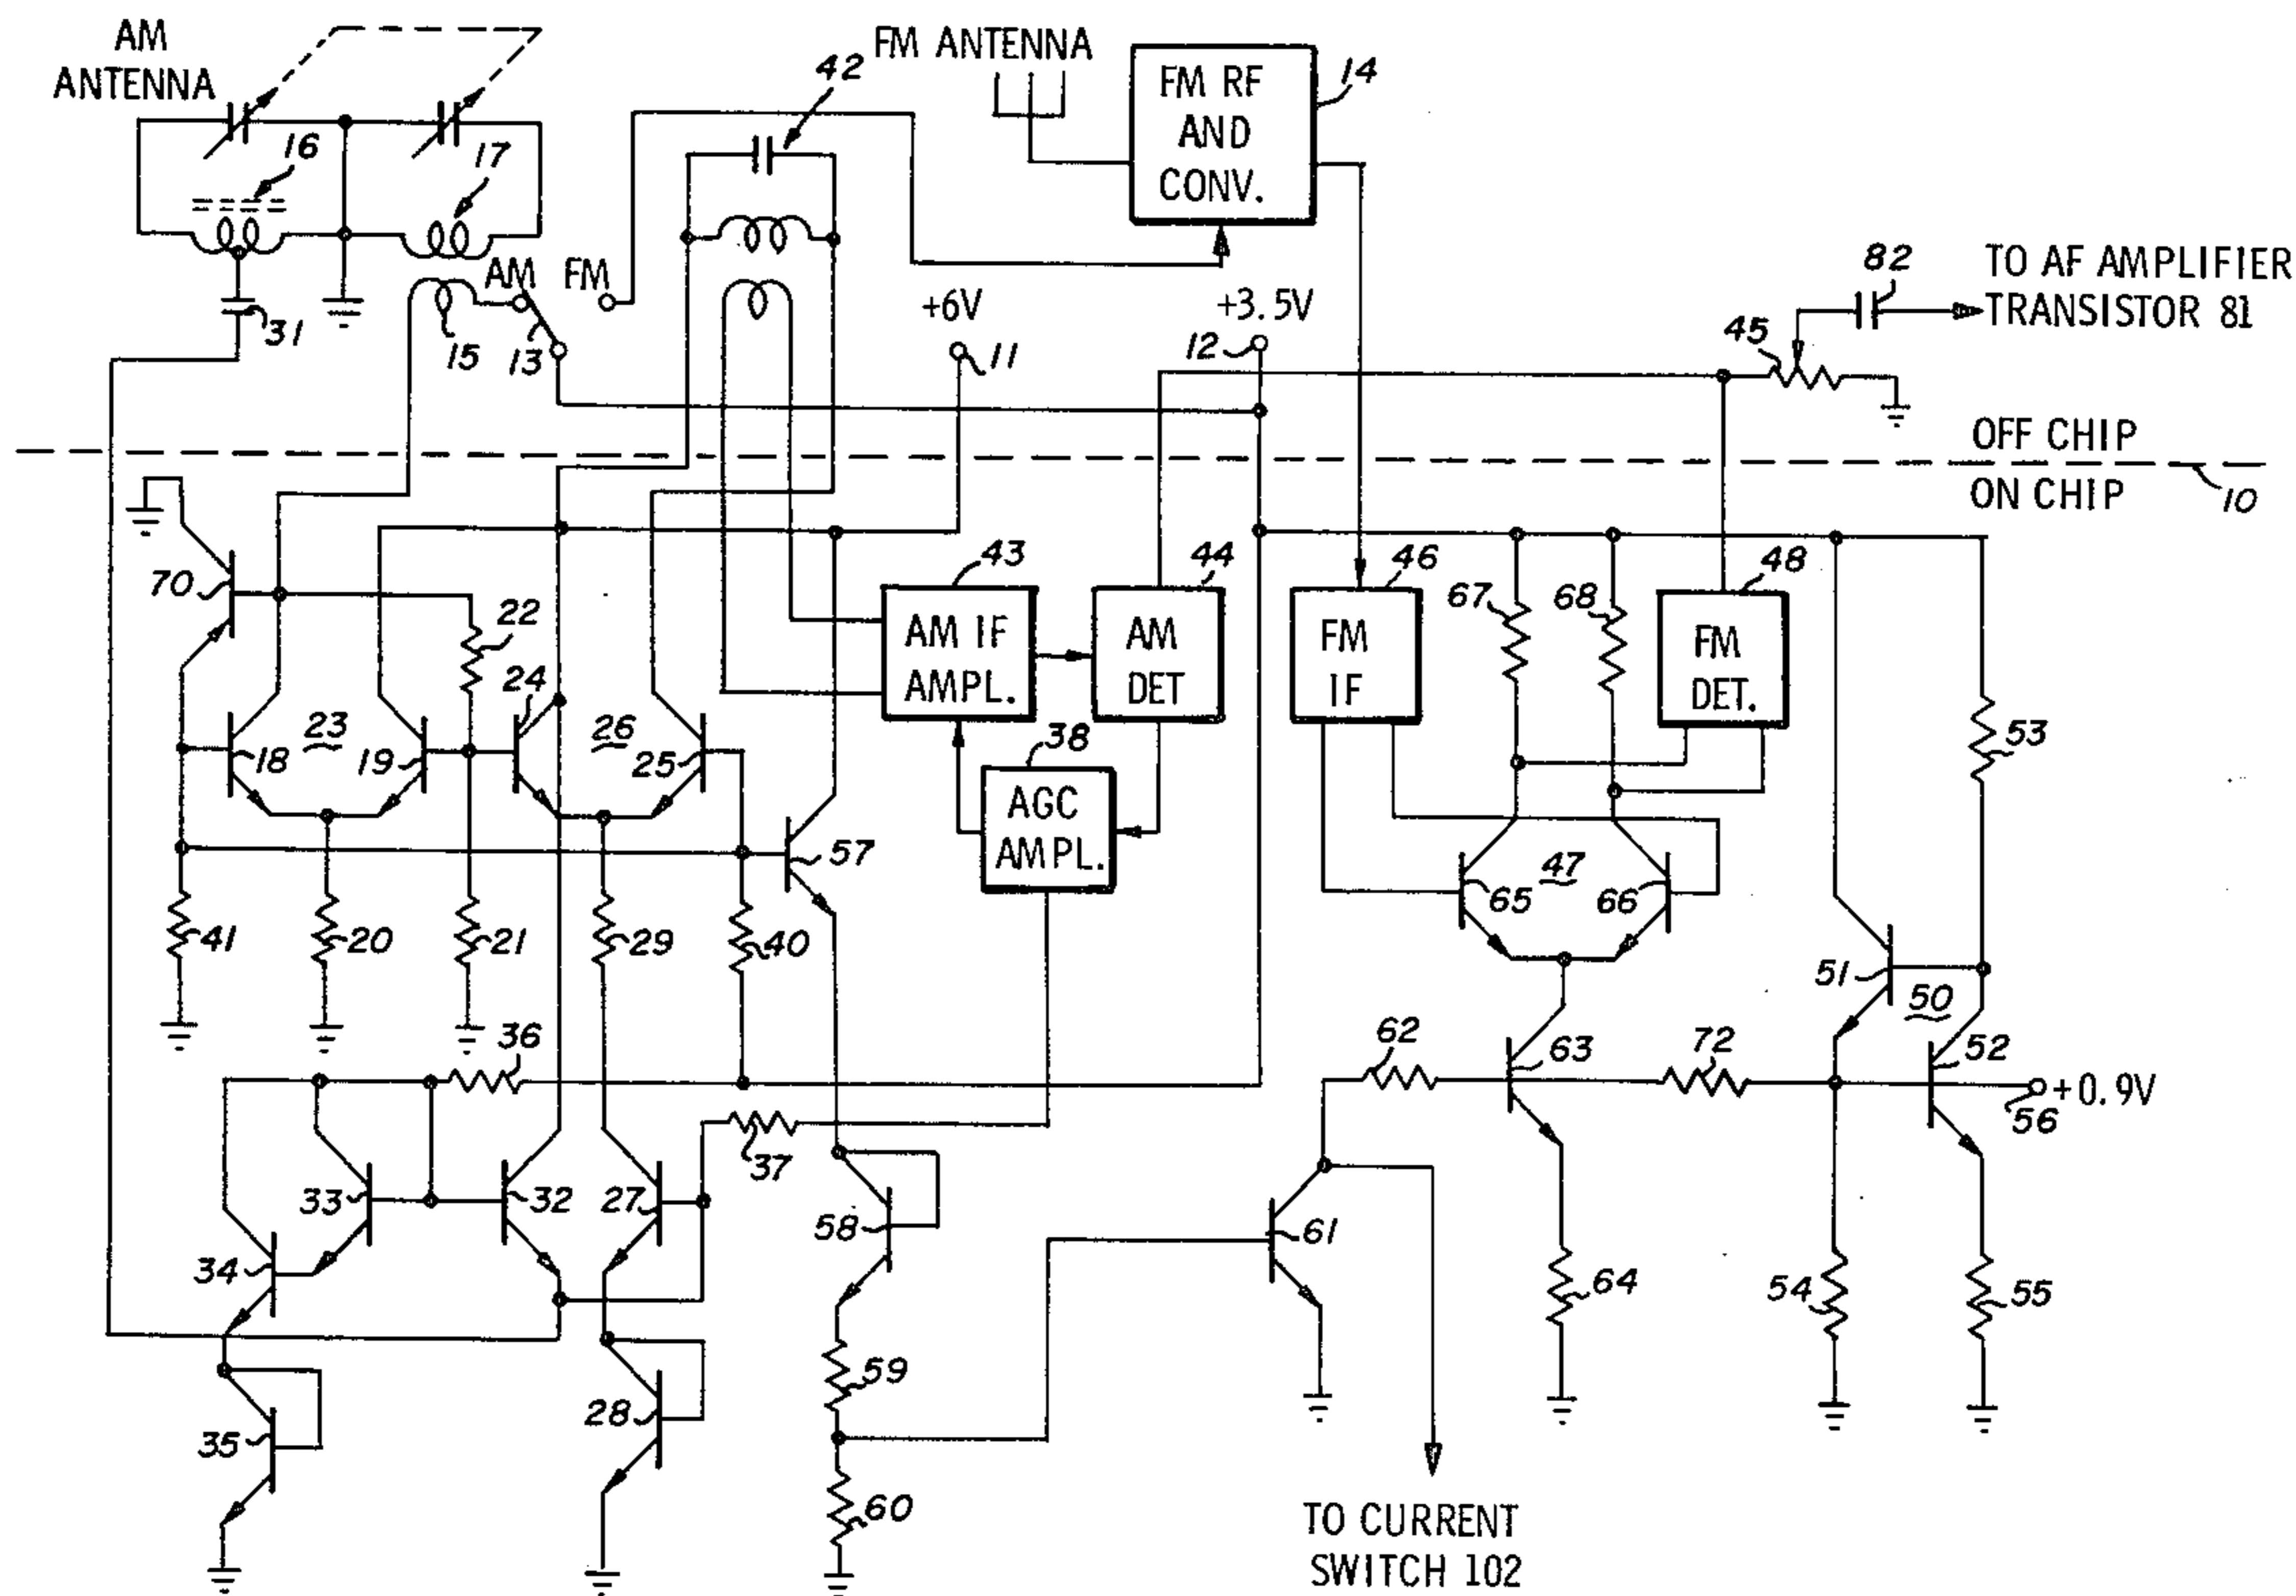 AM
ANTENNA
16
17
31
15
AM
FM
13
42
FM ANTENNA
FM RF
AND
CONV.
14
+6V
11
+3.5V
12
45
82
TO AF AMPLIFIER
TRANSISTOR 81
OFF CHIP
ON CHIP
10
70
22
23
18
19
24
26
25
43
AM IF
AMPL.
44
AM
DET
38
AGC
AMPL.
57
46
FM
IF
67
68
48
FM
DET.
53
47
65
66
51
50
52
41
20
21
29
40
36
37
62
63
72
+0.9V
56
33
32
27
34
58
61
64
54
55
35
28
59
60
TO CURRENT
SWITCH 102